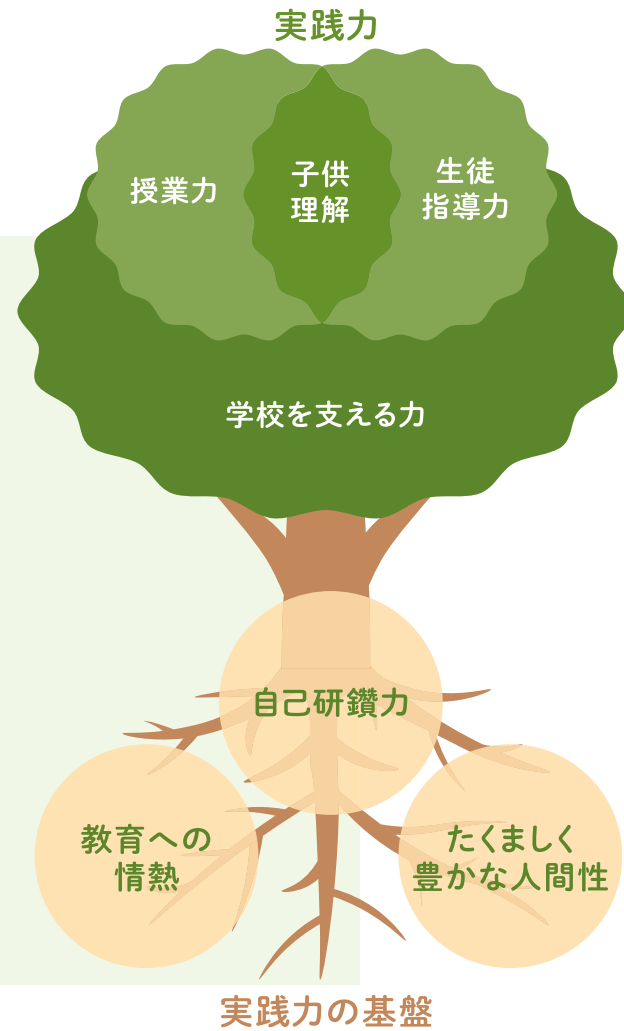 実践力
授業力
子供
理解
生徒
指導力
学校を支える力
自己研鑽力
教育への
情熱
たくましく
豊かな人間性
実践力の基盤